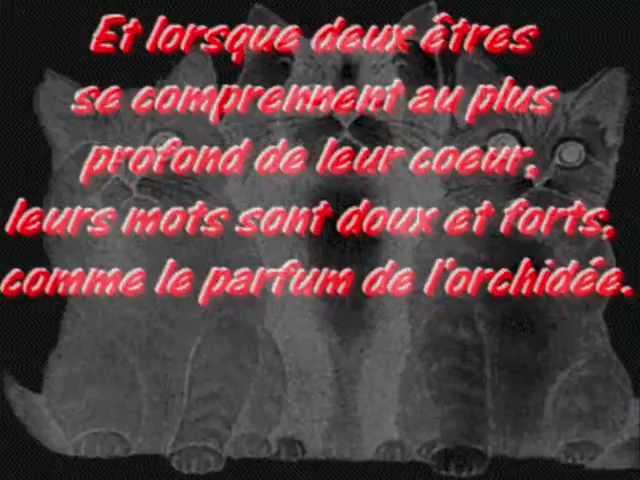 Et lorsque deux êtres
se comprennent au plus
profond de leur coeur,
leurs mots sont doux et forts,
comme le parfum de l'orchidée.